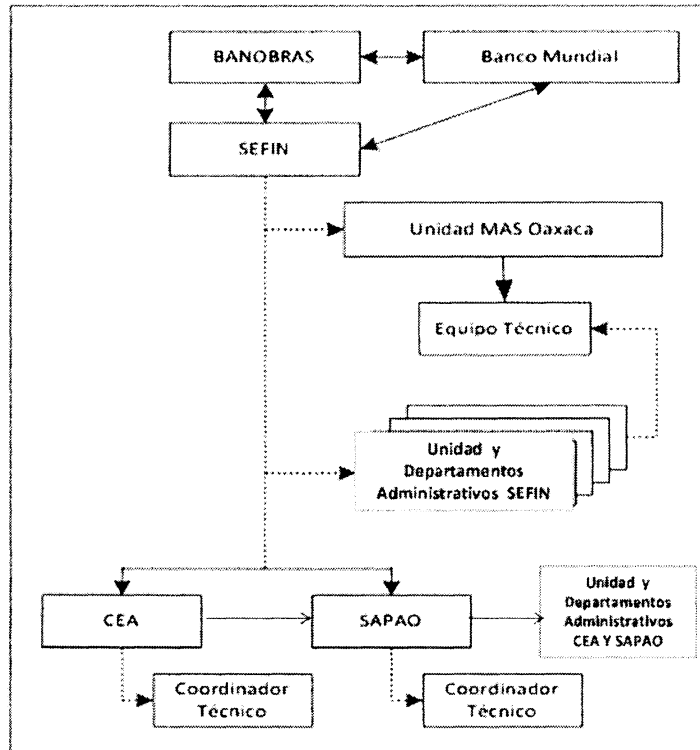 BANOBRAS
Banco Mundial
SEFIN
Unidad MAS Oaxaca
Equipo Técnico
Unidad y
Departamentos
Administrativos SEFIN
CEA
SAPAO
Unidad y
Departamentos
Administrativos
CEA Y SAPAO
Coordinador
Técnico
Coordinador
Técnico